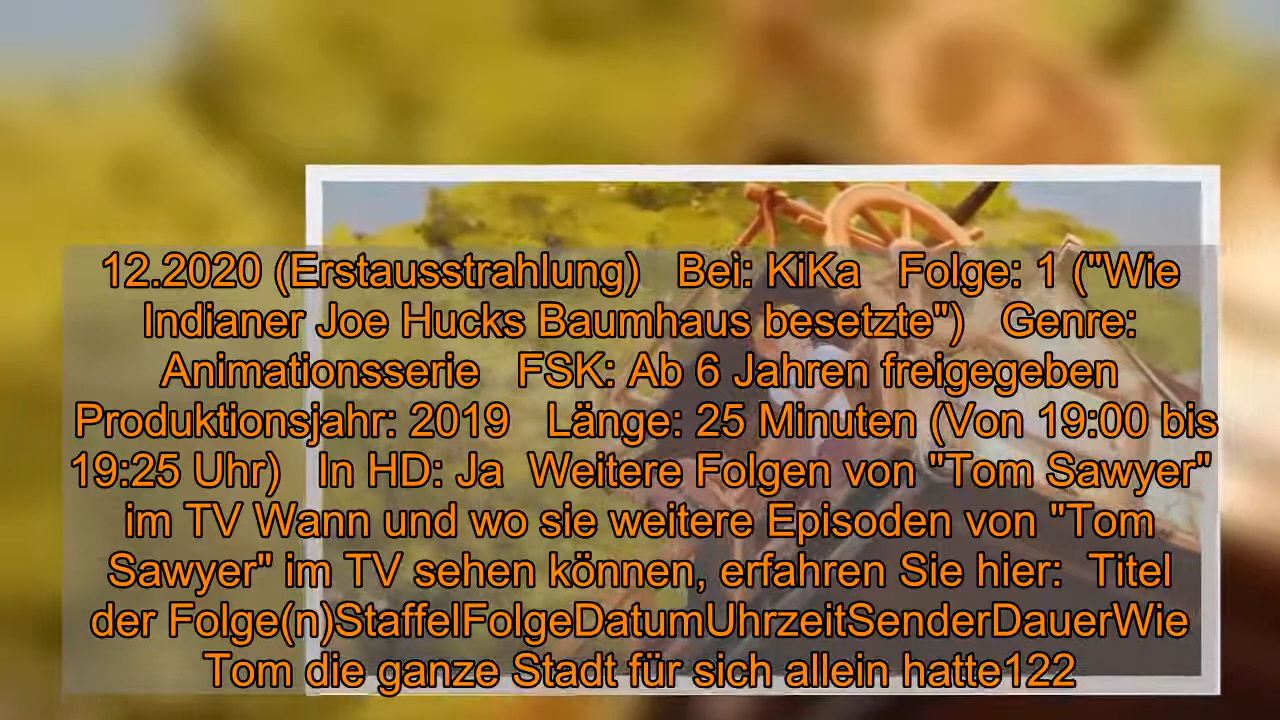 12.2020 (Erstausstrahlung)   Bei: KiKa   Folge: 1 ("Wie
Indianer Joe Hucks Baumhaus besetzte")   Genre:
Animationsserie   FSK: Ab 6 Jahren freigegeben
Produktionsjahr: 2019   Länge: 25 Minuten (Von 19:00 bis
19:25 Uhr)   In HD: Ja  Weitere Folgen von "Tom Sawyer"
im TV Wann und wo sie weitere Episoden von "Tom
Sawyer" im TV sehen können, erfahren Sie hier:  Titel
der Folge(n)StaffelFolgeDatumUhrzeitSenderDauerWie
Tom die ganze Stadt für sich allein hatte122